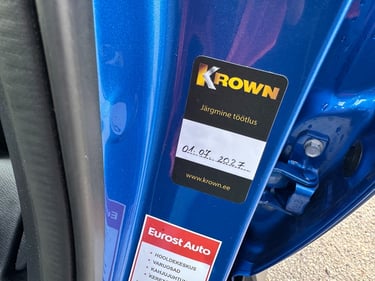 KROWN
Järgmine töötlus
01.07.2027
www.krown.ee
Eurost Auto
• HOOLDEKESKUS
• VARUOSAD